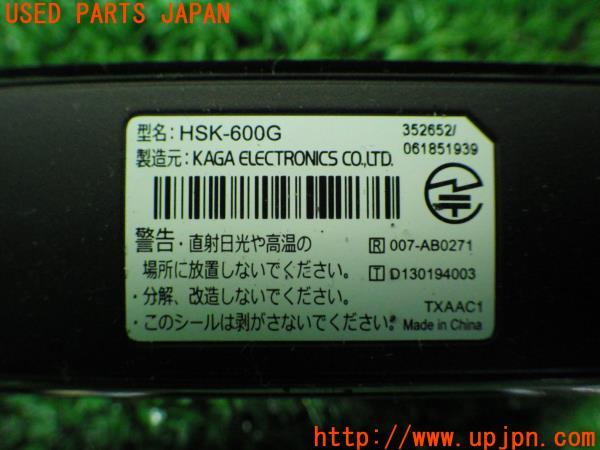 USED PARTS JAPAN
型名: HSK-600G
352652/
061851939
製造元: KAGA ELECTRONICS CO.,LTD.
警告・直射日光や高温の
場所に放置しないでください。
・分解、改造しないでください。
・このシールは剥がさないでください。
R 007-AB0271
T D130194003
TXAAC1
Made in China
http://www.upjpn.com/